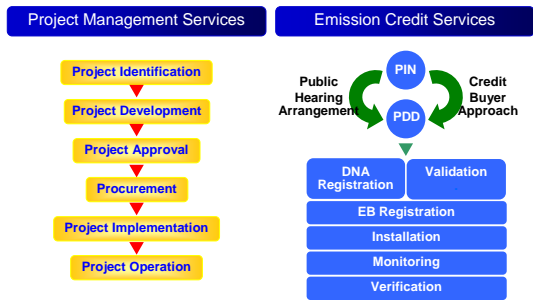 Project Management Services
Project Identification
Project Development
Project Approval
Procurement
Project Implementation
Project Operation
Emission Credit Services
PIN
Public
Hearing
Arrangement
Credit
Buyer
Approach
PDD
DNA
Registration
Validation
EB Registration
Installation
Monitoring
Verification